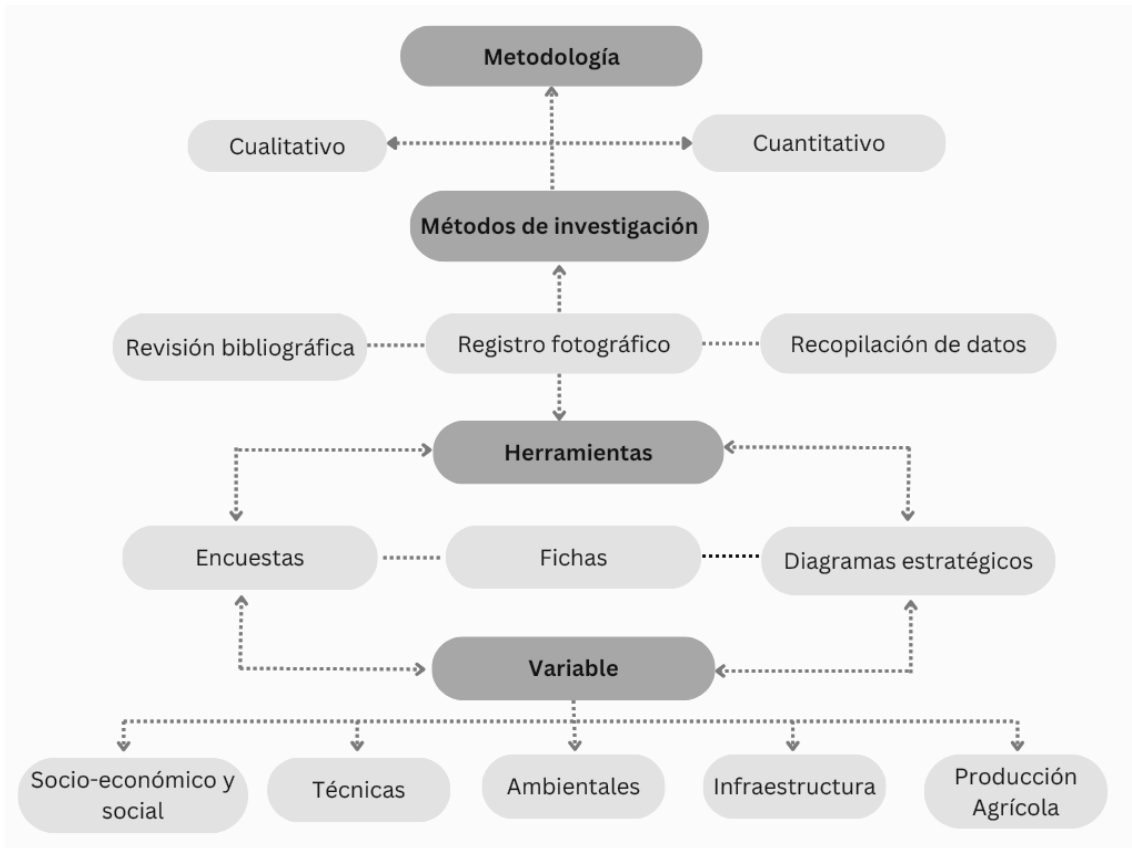 Metodología
Cualitativo
Cuantitativo
Métodos de investigación
Revisión bibliográfica
Registro fotográfico
Recopilación de datos
Herramientas
Encuestas
Fichas
Diagramas estratégicos
Variable
Socio-económico y
social
Técnicas
Ambientales
Infraestructura
Producción
Agrícola